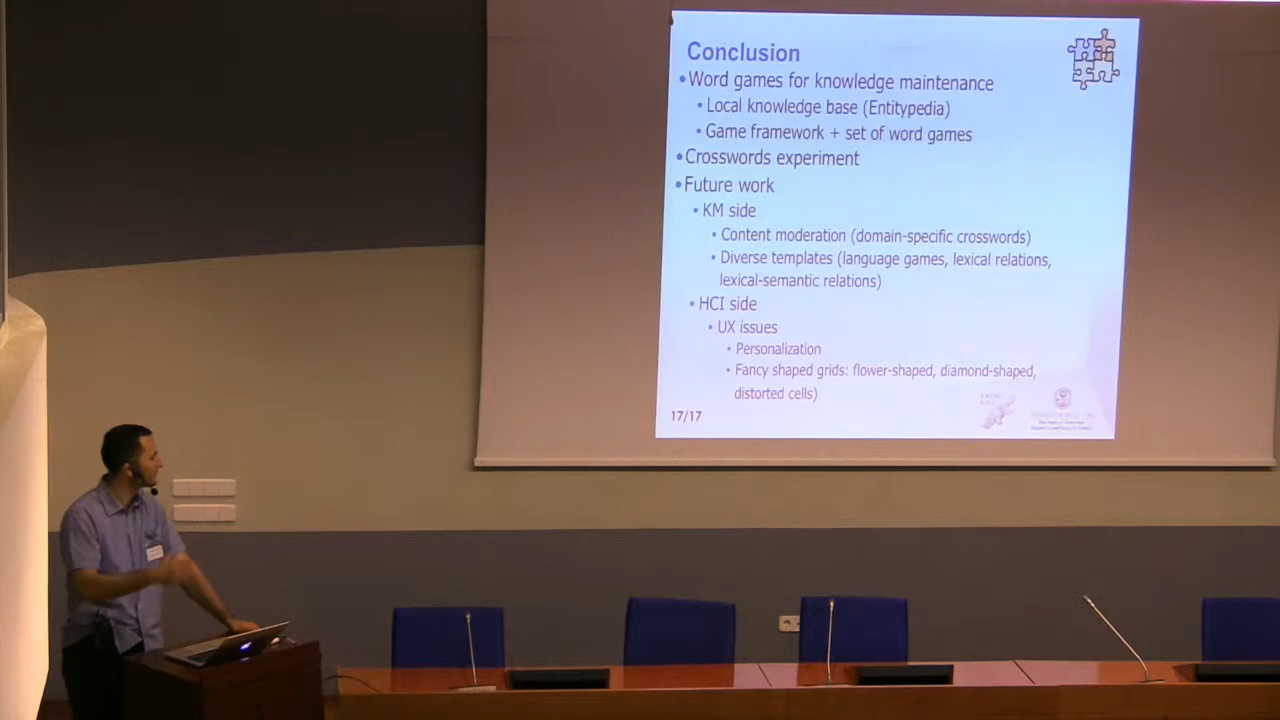 Conclusion
•Word games for knowledge maintenance
• Local knowledge base (Entitypedia)
• Game framework + set of word games
•Crosswords experiment
•Future work
• KM side
• Content moderation (domain-specific crosswords)
• Diverse templates (language games, lexical relations,
lexical-semantic relations)
• HCI side
• UX issues
• Personalization
• Fancy shaped grids: flower-shaped, diamond-shaped,
distorted cells)
17/17